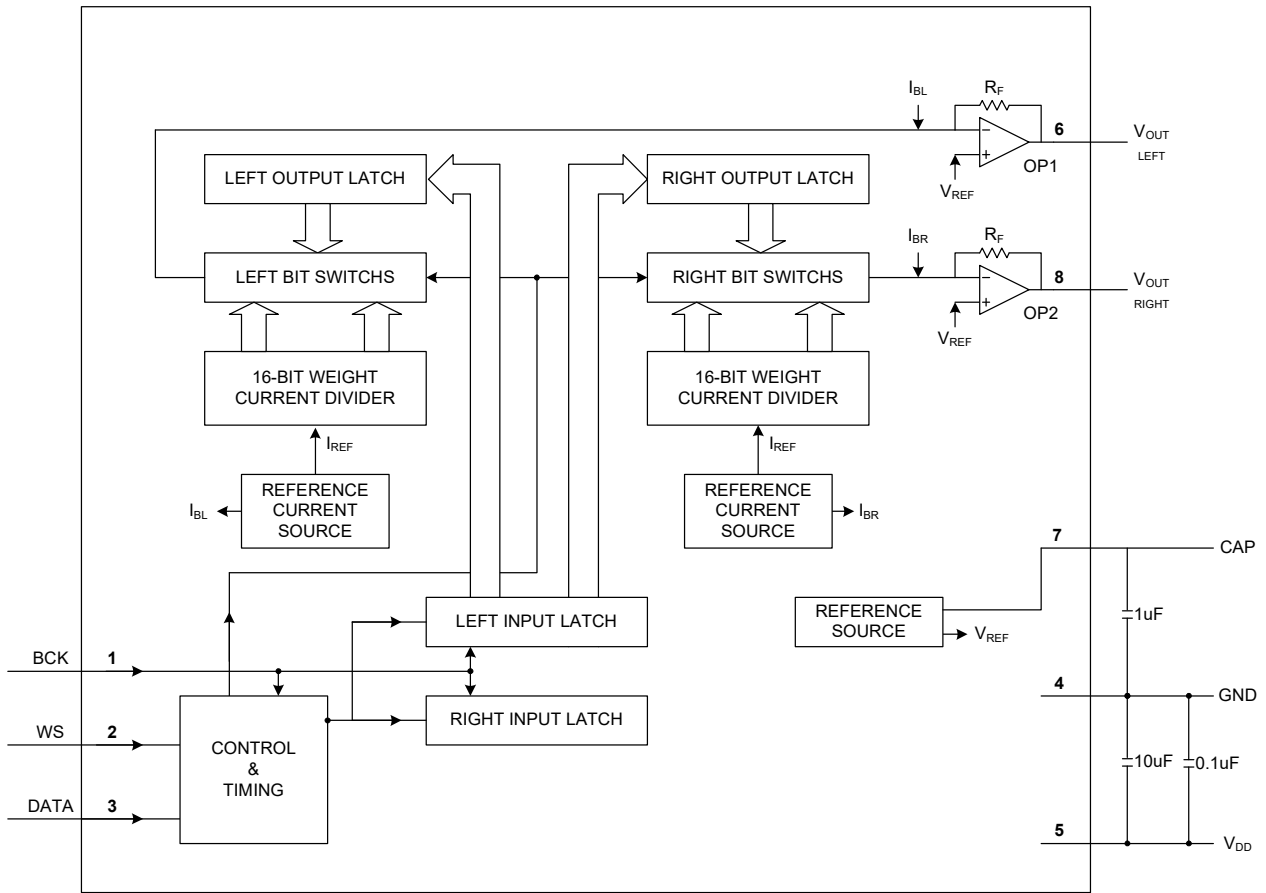 I_BL
R_F
6
V_OUT
LEFT
OP1
V_REF
LEFT OUTPUT LATCH
RIGHT OUTPUT LATCH
I_BR
R_F
8
V_OUT
RIGHT
OP2
V_REF
LEFT BIT SWITCHS
RIGHT BIT SWITCHS
16-BIT WEIGHT
CURRENT DIVIDER
16-BIT WEIGHT
CURRENT DIVIDER
I_REF
I_REF
I_BL
REFERENCE
CURRENT
SOURCE
REFERENCE
CURRENT
SOURCE
I_BR
7
CAP
LEFT INPUT LATCH
REFERENCE
SOURCE
V_REF
1uF
BCK
1
4
GND
RIGHT INPUT LATCH
WS
2
CONTROL
&
TIMING
10uF
0.1uF
DATA
3
5
V_DD